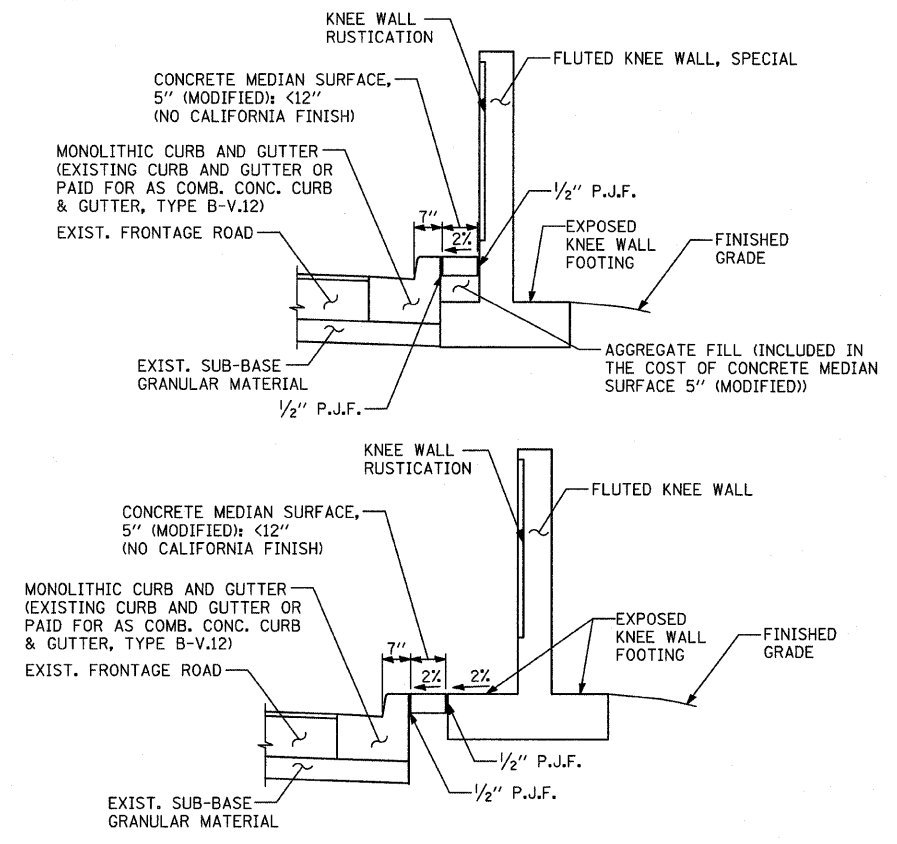 KNEE WALL
RUSTICATION
FLUTED KNEE WALL, SPECIAL
CONCRETE MEDIAN SURFACE,
5" (MODIFIED): <12"
(NO CALIFORNIA FINISH)
MONOLITHIC CURB AND GUTTER
(EXISTING CURB AND GUTTER OR
PAID FOR AS COMB. CONC. CURB
& GUTTER, TYPE B-V.12)
1/2" P.J.F.
7"
2%
EXPOSED
KNEE WALL
FOOTING
EXIST. FRONTAGE ROAD
FINISHED
GRADE
AGGREGATE FILL (INCLUDED IN
THE COST OF CONCRETE MEDIAN
SURFACE 5" (MODIFIED))
EXIST. SUB-BASE
GRANULAR MATERIAL
1/2" P.J.F.
KNEE WALL
RUSTICATION
FLUTED KNEE WALL
CONCRETE MEDIAN SURFACE,
5" (MODIFIED): <12"
(NO CALIFORNIA FINISH)
MONOLITHIC CURB AND GUTTER
(EXISTING CURB AND GUTTER OR
PAID FOR AS COMB. CONC. CURB
& GUTTER, TYPE B-V.12)
EXPOSED
KNEE WALL
FOOTING
FINISHED
GRADE
7"
EXIST. FRONTAGE ROAD
2%
2%
1/2" P.J.F.
1/2" P.J.F.
EXIST. SUB-BASE
GRANULAR MATERIAL